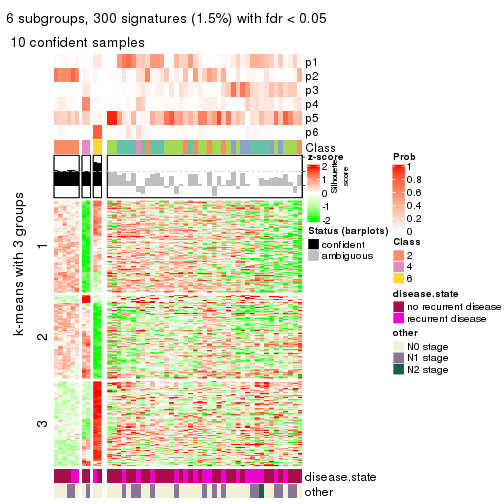 6 subgroups, 300 signatures (1.5%) with fdr < 0.05
10 confident samples
p1
p2
p3
p4
p5
p6
Class
k-means with 3 groups
1
2
3
disease.state
other
z-score
2
1
0
-1
-2
Silhouette
score
Status (barplots)
confident
ambiguous
Prob
1
0.8
0.6
0.4
0.2
0
Class
2
4
6
disease.state
no recurrent disease
recurrent disease
other
N0 stage
N1 stage
N2 stage